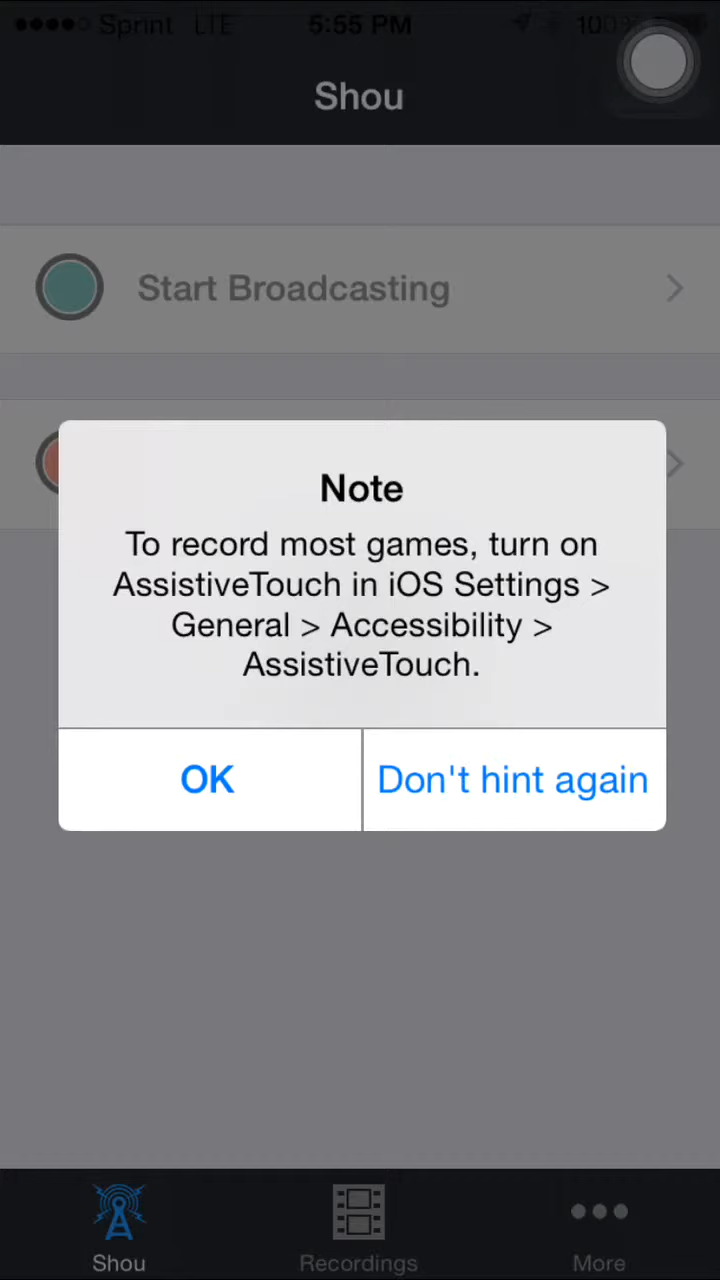 Sprint LTE 5:55 PM 100%
Shou
Start Broadcasting
Note
To record most games, turn on
AssistiveTouch in iOS Settings >
General > Accessibility >
AssistiveTouch.
OK Don't hint again
Shou Recordings More